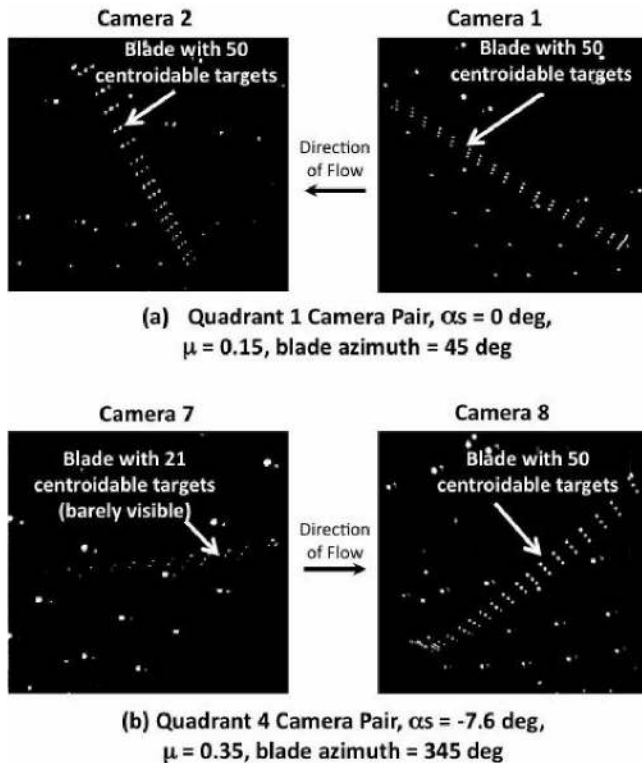 Camera 2
Camera 1
Blade with 50
centroidable targets
Blade with 50
centroidable targets
Direction
of Flow
(a) Quadrant 1 Camera Pair, αs = 0 deg,
μ = 0.15, blade azimuth = 45 deg
Camera 7
Camera 8
Blade with 21
centroidable targets
(barely visible)
Blade with 50
centroidable targets
Direction
of Flow
(b) Quadrant 4 Camera Pair, αs = -7.6 deg,
μ = 0.35, blade azimuth = 345 deg